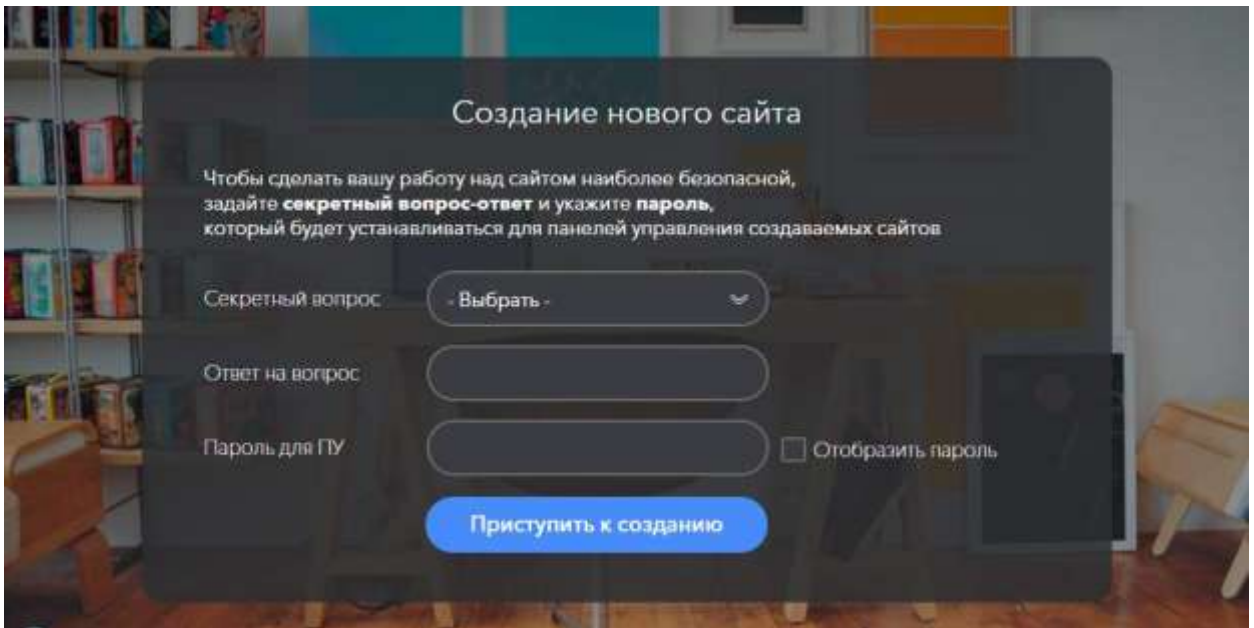 Создание нового сайта
Чтобы сделать вашу работу над сайтом наиболее безопасной,
задайте секретный вопрос-ответ и укажите пароль,
который будет устанавливаться для панелей управления создаваемых сайтов
Секретный вопрос
- Выбрать -
Ответ на вопрос
Пароль для ПУ
Отобразить пароль
Приступить к созданию